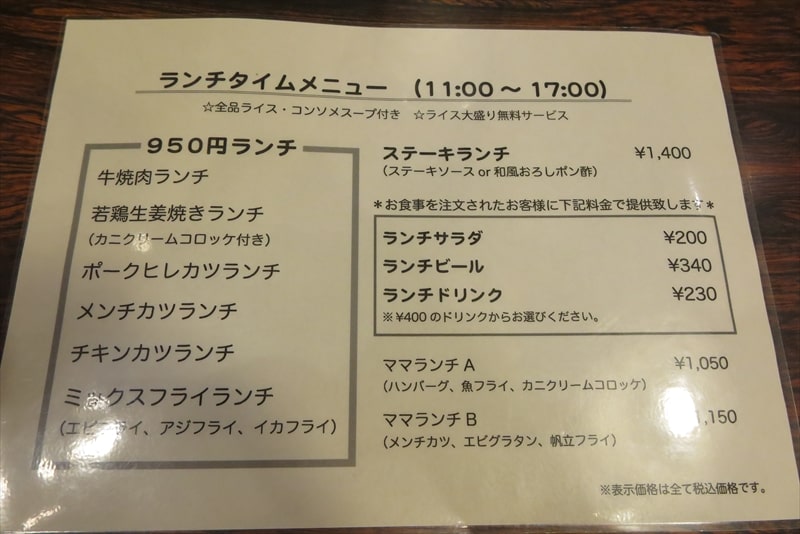 ランチタイムメニュー (11:00 ～ 17:00)
☆全品ライス・コンソメスープ付き ☆ライス大盛り無料サービス
950円ランチ
牛焼肉ランチ
若鶏生姜焼きランチ
(カニクリームコロッケ付き)
ポークヒレカツランチ
メンチカツランチ
チキンカツランチ
ミックスフライランチ
(エビフライ、アジフライ、イカフライ)
ステーキランチ ¥1,400
(ステーキソース or 和風おろしポン酢)
＊お食事を注文されたお客様に下記料金で提供致します＊
ランチサラダ ¥200
ランチビール ¥340
ランチドリンク ¥230
※¥400 のドリンクからお選びください。
ママランチ A ¥1,050
(ハンバーグ、魚フライ、カニクリームコロッケ)
ママランチ B ,150
(メンチカツ、エビグラタン、帆立フライ)
※表示価格は全て税込価格です。